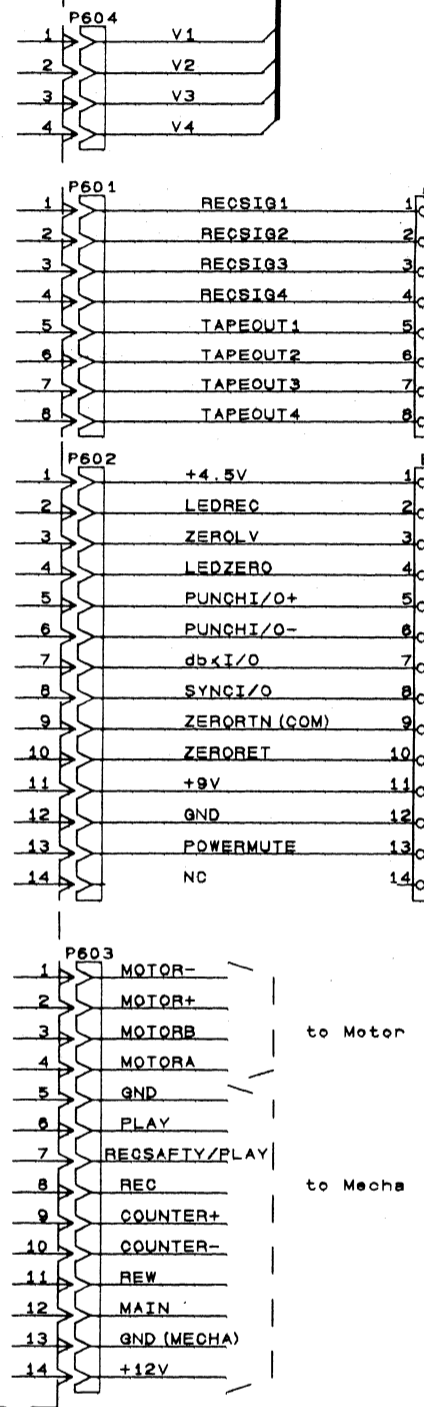 P604
1 V1
2 V2
3 V3
4 V4
P601
1 RECSIG1 1
2 RECSIG2 2
3 RECSIG3 3
4 RECSIG4 4
5 TAPEOUT1 5
6 TAPEOUT2 6
7 TAPEOUT3 7
8 TAPEOUT4 8
P602
1 +4.5V 1
2 LEDREC 2
3 ZEROLV 3
4 LEDZERO 4
5 PUNCHI/O+ 5
6 PUNCHI/O- 6
7 dbxI/O 7
8 SYNCI/O 8
9 ZERORTN(COM) 9
10 ZERORET 10
11 +9V 11
12 GND 12
13 POWERMUTE 13
14 NC 14
P603
1 MOTOR-
2 MOTOR+
3 MOTORB to Motor
4 MOTORA
5 GND
6 PLAY
7 RECSAFTY/PLAY
8 REC to Mecha
9 COUNTER+
10 COUNTER-
11 REW
12 MAIN
13 GND(MECHA)
14 +12V